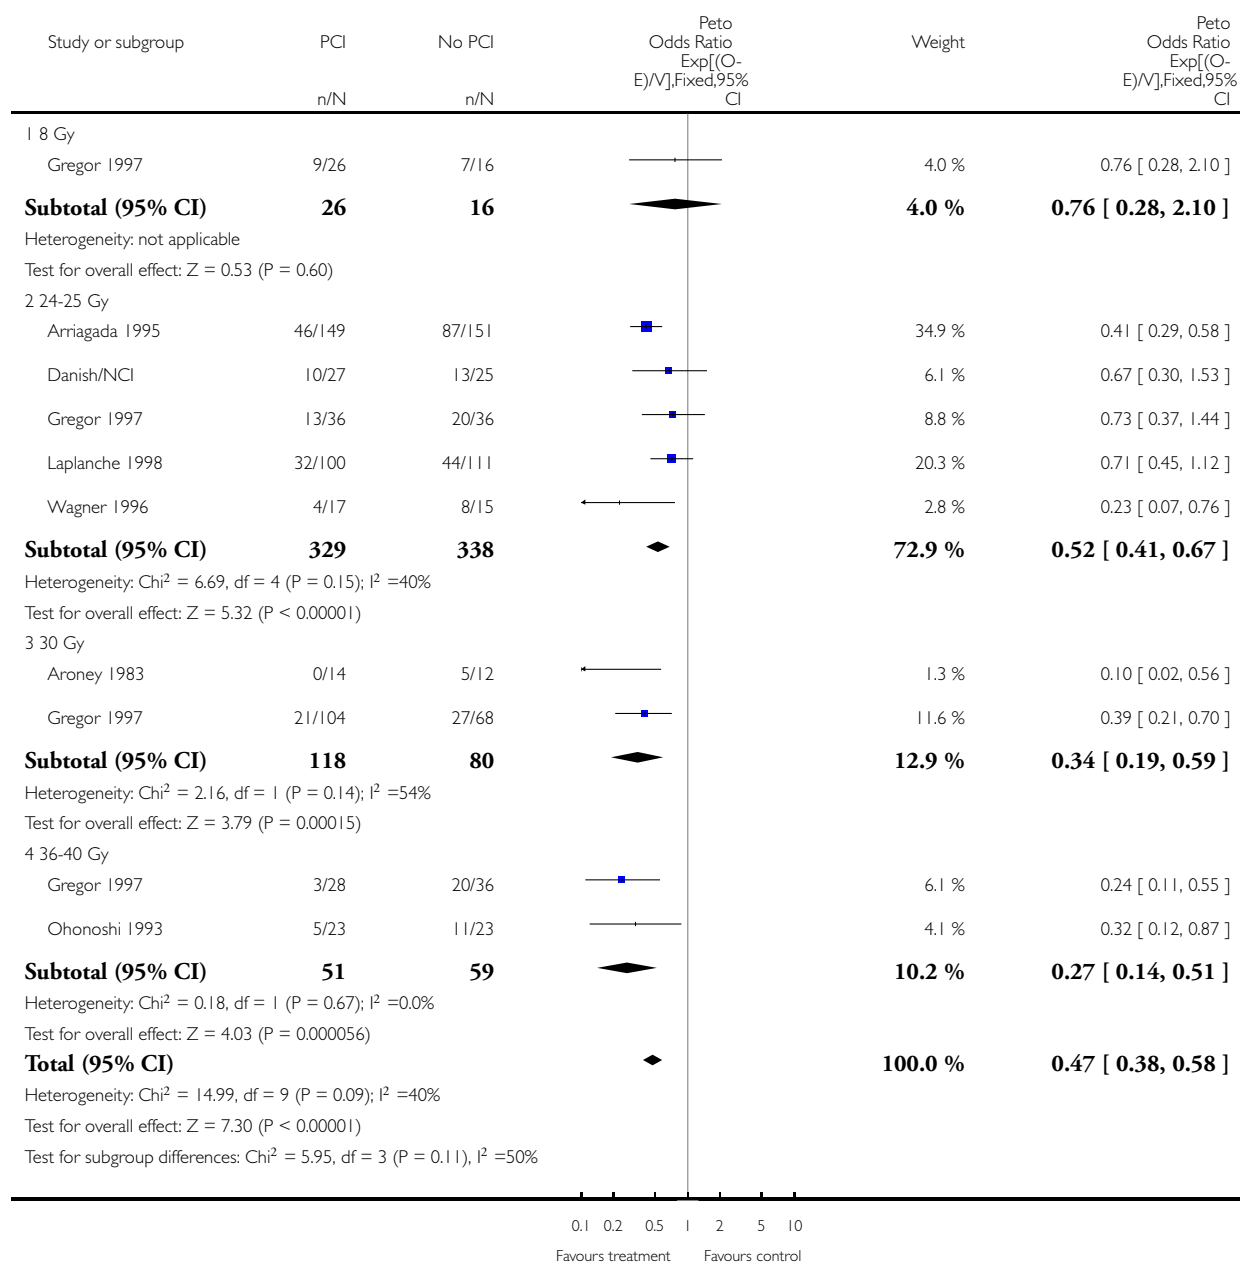 Peto Peto
Study or subgroup PCI No PCI Odds Ratio Weight Odds Ratio
Exp[(O- Exp[(O-
E)/V],Fixed,95% E)/V],Fixed,95%
n/N n/N CI CI
1 8 Gy
Gregor 1997 9/26 7/16 4.0 % 0.76 [ 0.28, 2.10 ]
Subtotal (95% CI) 26 16 4.0 % 0.76 [ 0.28, 2.10 ]
Heterogeneity: not applicable
Test for overall effect: Z = 0.53 (P = 0.60)
2 24-25 Gy
Arriagada 1995 46/149 87/151 34.9 % 0.41 [ 0.29, 0.58 ]
Danish/NCI 10/27 13/25 6.1 % 0.67 [ 0.30, 1.53 ]
Gregor 1997 13/36 20/36 8.8 % 0.73 [ 0.37, 1.44 ]
Laplanche 1998 32/100 44/111 20.3 % 0.71 [ 0.45, 1.12 ]
Wagner 1996 4/17 8/15 2.8 % 0.23 [ 0.07, 0.76 ]
Subtotal (95% CI) 329 338 72.9 % 0.52 [ 0.41, 0.67 ]
Heterogeneity: Chi² = 6.69, df = 4 (P = 0.15); I² =40%
Test for overall effect: Z = 5.32 (P < 0.00001)
3 30 Gy
Aroney 1983 0/14 5/12 1.3 % 0.10 [ 0.02, 0.56 ]
Gregor 1997 21/104 27/68 11.6 % 0.39 [ 0.21, 0.70 ]
Subtotal (95% CI) 118 80 12.9 % 0.34 [ 0.19, 0.59 ]
Heterogeneity: Chi² = 2.16, df = 1 (P = 0.14); I² =54%
Test for overall effect: Z = 3.79 (P = 0.00015)
4 36-40 Gy
Gregor 1997 3/28 20/36 6.1 % 0.24 [ 0.11, 0.55 ]
Ohonoshi 1993 5/23 11/23 4.1 % 0.32 [ 0.12, 0.87 ]
Subtotal (95% CI) 51 59 10.2 % 0.27 [ 0.14, 0.51 ]
Heterogeneity: Chi² = 0.18, df = 1 (P = 0.67); I² =0.0%
Test for overall effect: Z = 4.03 (P = 0.000056)
Total (95% CI) 100.0 % 0.47 [ 0.38, 0.58 ]
Heterogeneity: Chi² = 14.99, df = 9 (P = 0.09); I² =40%
Test for overall effect: Z = 7.30 (P < 0.00001)
Test for subgroup differences: Chi² = 5.95, df = 3 (P = 0.11), I² =50%
0.1 0.2 0.5 1 2 5 10
Favours treatment Favours control